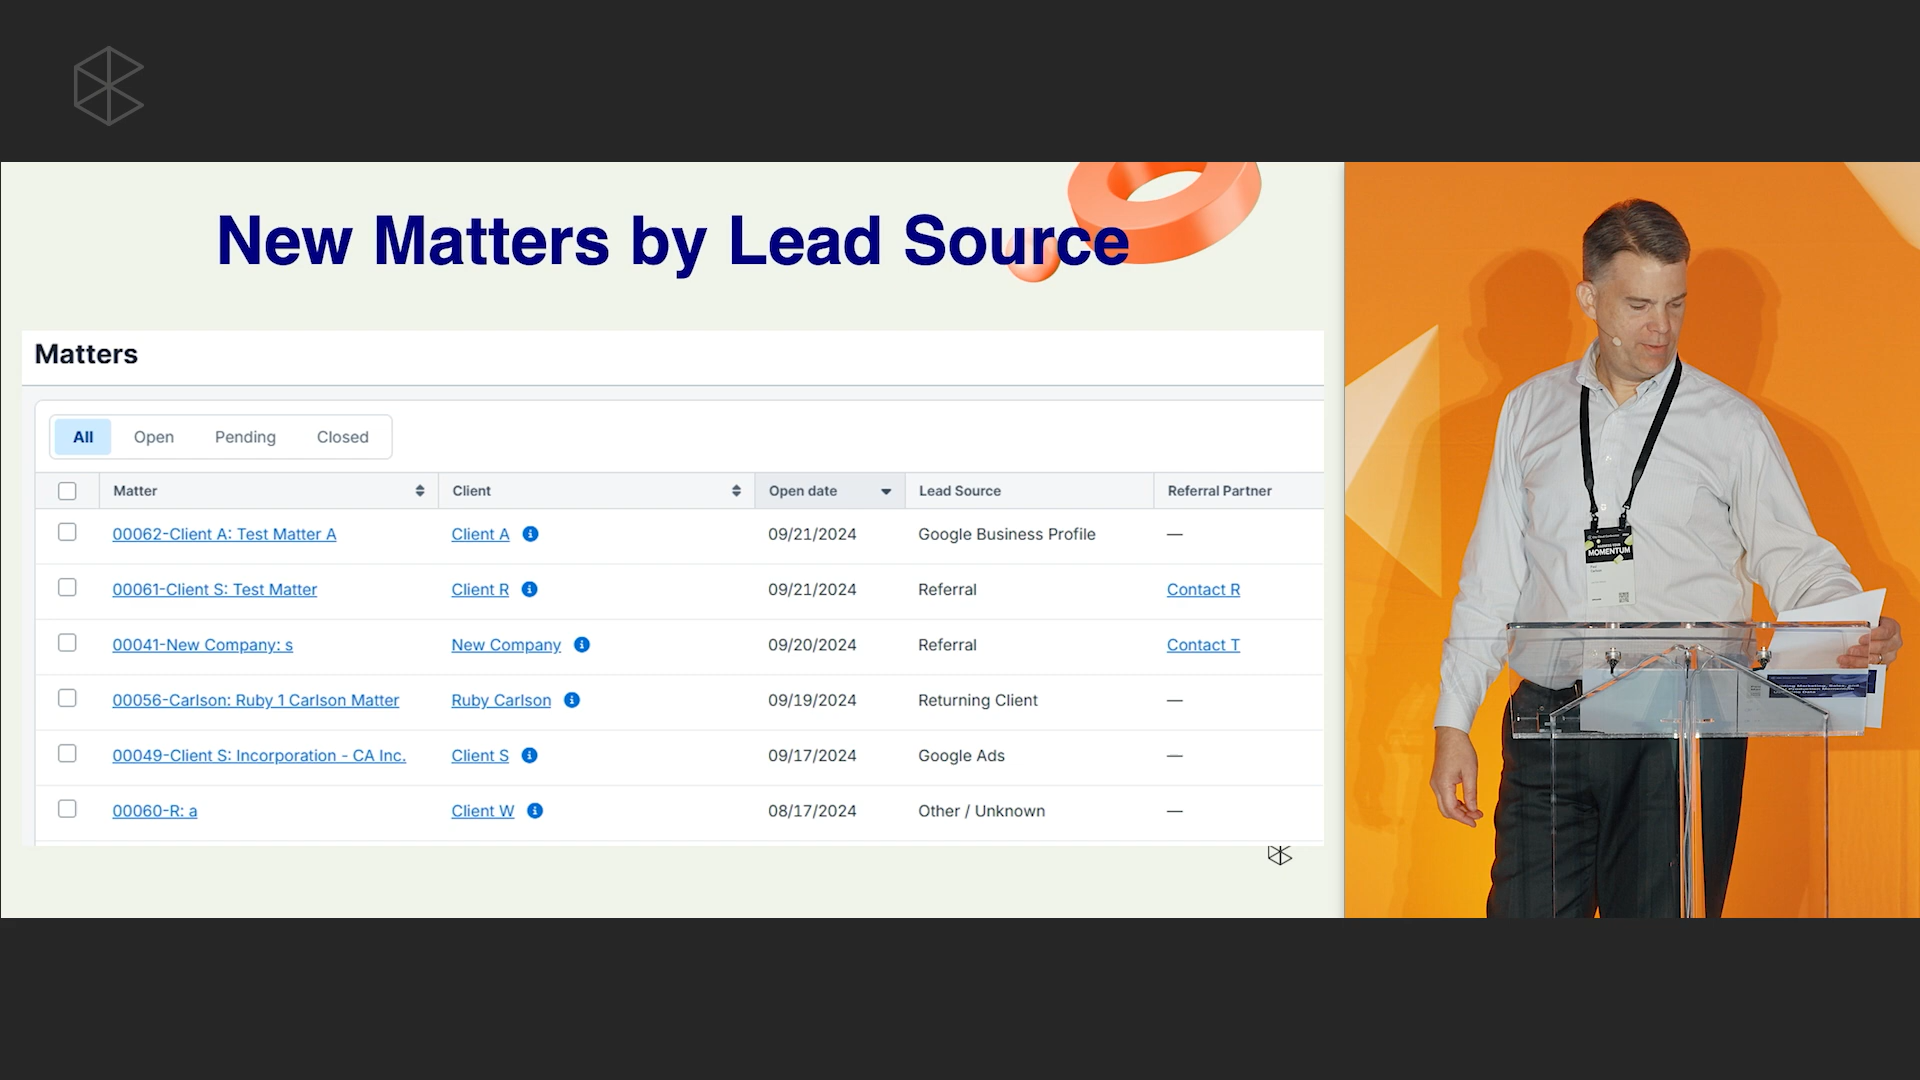 New Matters by Lead Source
Matters
All Open Pending Closed
Matter Client Open date Lead Source Referral Partner
00062-Client A: Test Matter A Client A 09/21/2024 Google Business Profile —
00061-Client S: Test Matter Client R 09/21/2024 Referral Contact R
00041-New Company: s New Company 09/20/2024 Referral Contact T
00056-Carlson: Ruby 1 Carlson Matter Ruby Carlson 09/19/2024 Returning Client —
00049-Client S: Incorporation - CA Inc. Client S 09/17/2024 Google Ads —
00060-R: a Client W 08/17/2024 Other / Unknown —
MOMENTUM